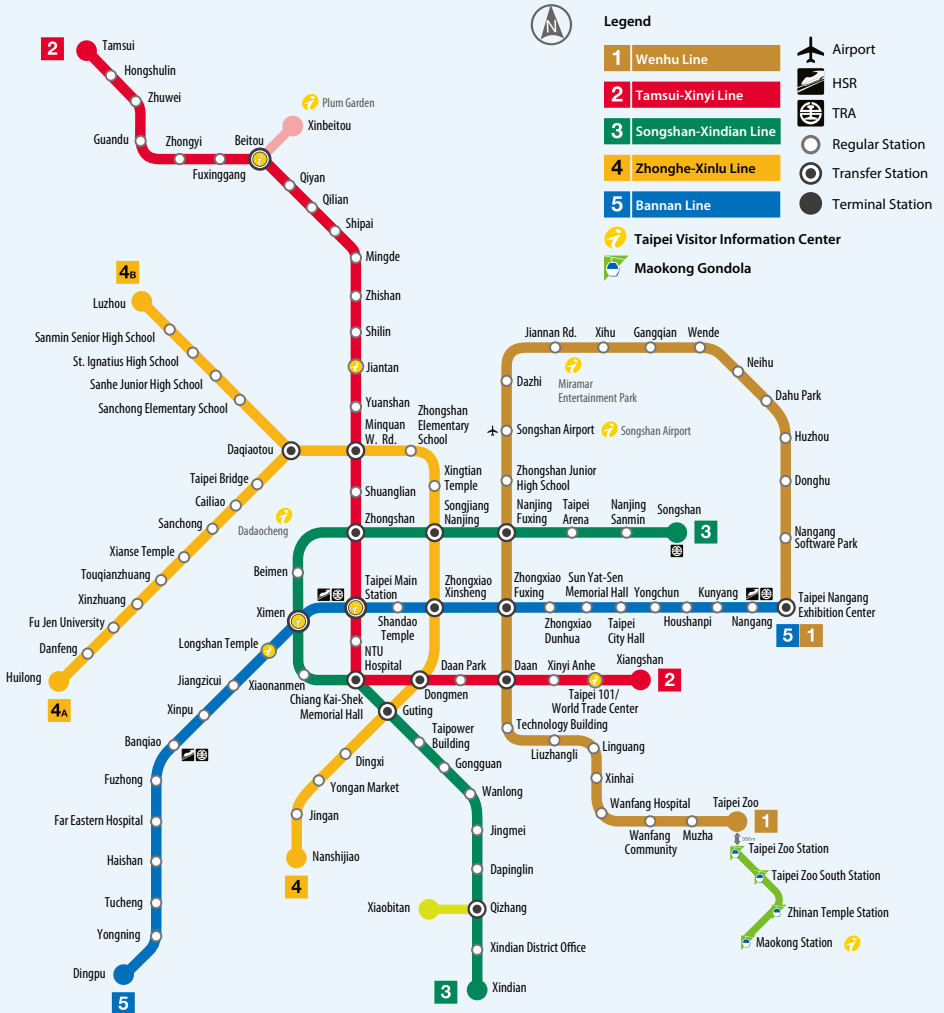 N
Legend
1 Wenhu Line
2 Tamsui-Xinyi Line
3 Songshan-Xindian Line
4 Zhonghe-Xinlu Line
5 Bannan Line
Taipei Visitor Information Center
Maokong Gondola
Airport
HSR
TRA
Regular Station
Transfer Station
Terminal Station
2
Tamsui
Hongshulin
Zhuwei
Guandu
Zhongyi
Fuxinggang
Beitou
Plum Garden
Xinbeitou
Qiyan
Qilian
Shipai
Mingde
Zhishan
Shilin
Jiantan
Yuanshan
Minquan
W. Rd.
Shuanglian
Zhongshan
Taipei Main
Station
NTU
Hospital
Chiang Kai-Shek
Memorial Hall
Dongmen
Daan Park
Daan
Xinyi Anhe
Taipei 101/
World Trade Center
Xiangshan
2
4B
Luzhou
Sanmin Senior High School
St. Ignatius High School
Sanhe Junior High School
Sanchong Elementary School
Daqiaotou
Taipei Bridge
Cailiao
Sanchong
Xianse Temple
Touqianzhuang
Xinzhuang
Fu Jen University
Danfeng
Huilong
4A
Zhongshan
Elementary
School
Xingtian
Temple
Songjiang
Nanjing
Zhongxiao
Xinsheng
Guting
Dingxi
Yongan Market
Jingan
Nanshijiao
4
Jiannan Rd.
Xihu
Gangqian
Wende
Neihu
Dahu Park
Huzhou
Donghu
Nangang
Software Park
Taipei Nangang
Exhibition Center
5 1
Dazhi
Miramar
Entertainment Park
Songshan Airport
Songshan Airport
Zhongshan Junior
High School
Nanjing
Fuxing
Taipei
Arena
Nanjing
Sanmin
Songshan
3
Dadaocheng
Beimen
Ximen
Xiaonanmen
Shandao
Temple
Zhongxiao
Fuxing
Zhongxiao
Dunhua
Sun Yat-Sen
Memorial Hall
Taipei
City Hall
Yongchun
Houshanpi
Kunyang
Nangang
Longshan Temple
Jiangzicui
Xinpu
Banqiao
Fuzhong
Far Eastern Hospital
Haishan
Tucheng
Yongning
Dingpu
5
Taipower
Building
Gongguan
Wanlong
Jingmei
Dapinglin
Xiaobitan
Qizhang
Xindian District Office
3
Xindian
Technology Building
Liuzhangli
Linguang
Xinhai
Wanfang Hospital
Wanfang
Community
Muzha
Taipei Zoo
1
Taipei Zoo Station
Taipei Zoo South Station
Zhinan Temple Station
Maokong Station